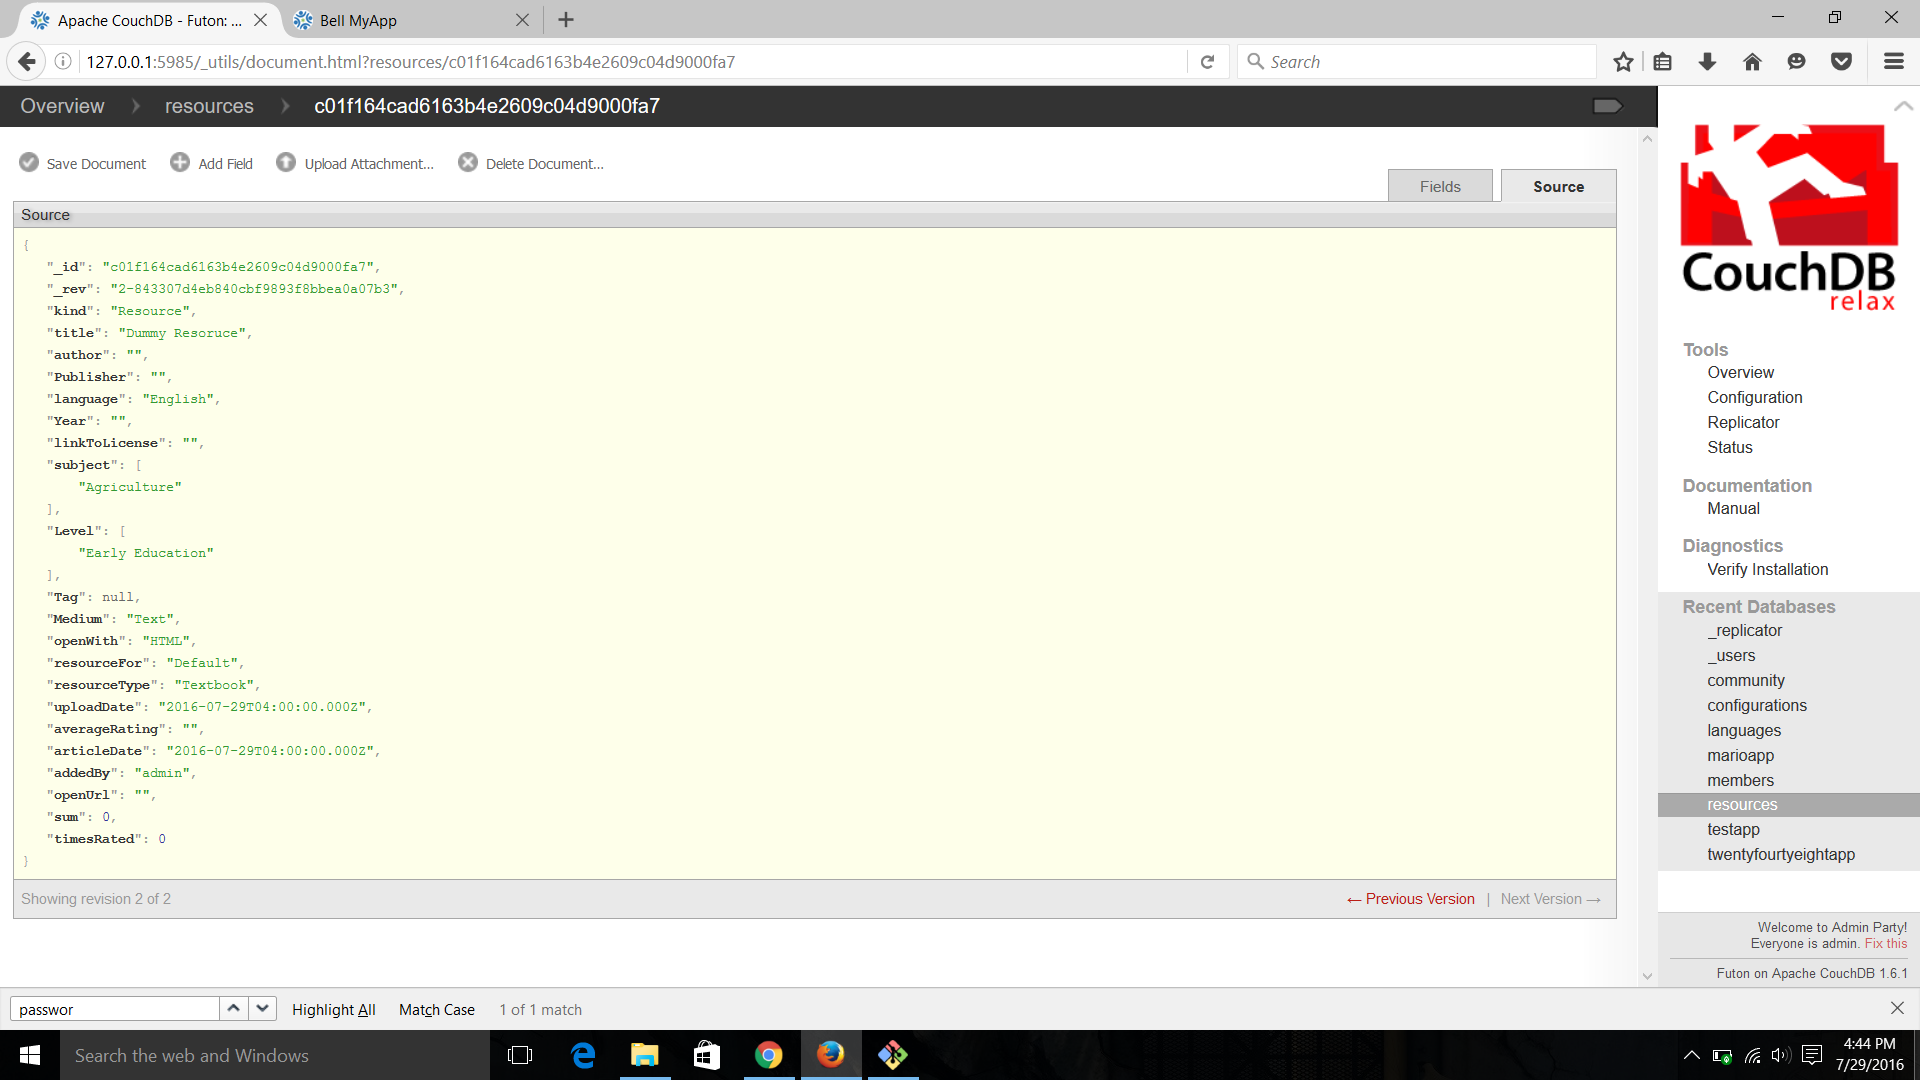 Apache CouchDB - Futon: ...
Bell MyApp
127.0.0.1:5985/_utils/document.html?resources/c01f164cad6163b4e2609c04d9000fa7
Search
Overview
resources
c01f164cad6163b4e2609c04d9000fa7
Save Document
Add Field
Upload Attachment...
Delete Document...
Fields
Source
Source
{
"_id": "c01f164cad6163b4e2609c04d9000fa7",
"_rev": "2-843307d4eb840cbf9893f8bbea0a07b3",
"kind": "Resource",
"title": "Dummy Resoruce",
"author": "",
"Publisher": "",
"language": "English",
"Year": "",
"linkToLicense": "",
"subject": [
"Agriculture"
],
"Level": [
"Early Education"
],
"Tag": null,
"Medium": "Text",
"openWith": "HTML",
"resourceFor": "Default",
"resourceType": "Textbook",
"uploadDate": "2016-07-29T04:00:00.000Z",
"averageRating": "",
"articleDate": "2016-07-29T04:00:00.000Z",
"addedBy": "admin",
"openUrl": "",
"sum": 0,
"timesRated": 0
}
Showing revision 2 of 2
← Previous Version | Next Version →
CouchDB
relax
Tools
Overview
Configuration
Replicator
Status
Documentation
Manual
Diagnostics
Verify Installation
Recent Databases
_replicator
_users
community
configurations
languages
marioapp
members
resources
testapp
twentyfourtyeightapp
Welcome to Admin Party!
Everyone is admin. Fix this
Futon on Apache CouchDB 1.6.1
passwor
Highlight All
Match Case
1 of 1 match
Search the web and Windows
4:44 PM
7/29/2016